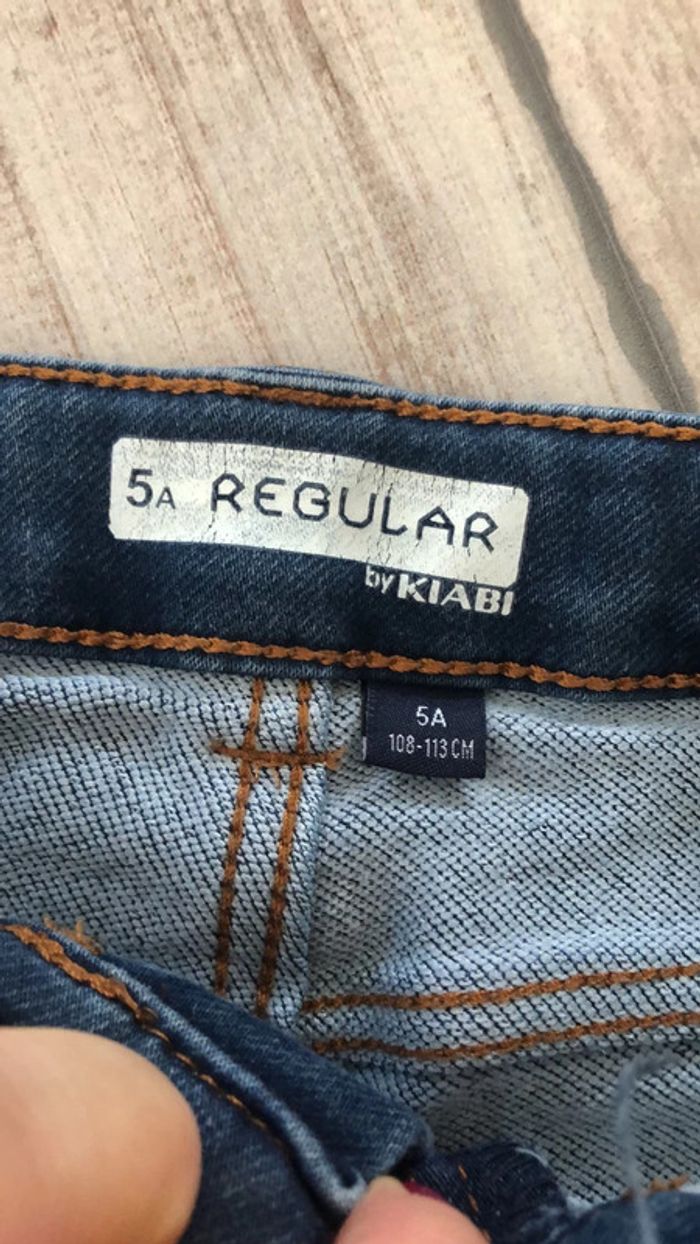 5A REGULAR
by KIABI
5A
108-113 CM